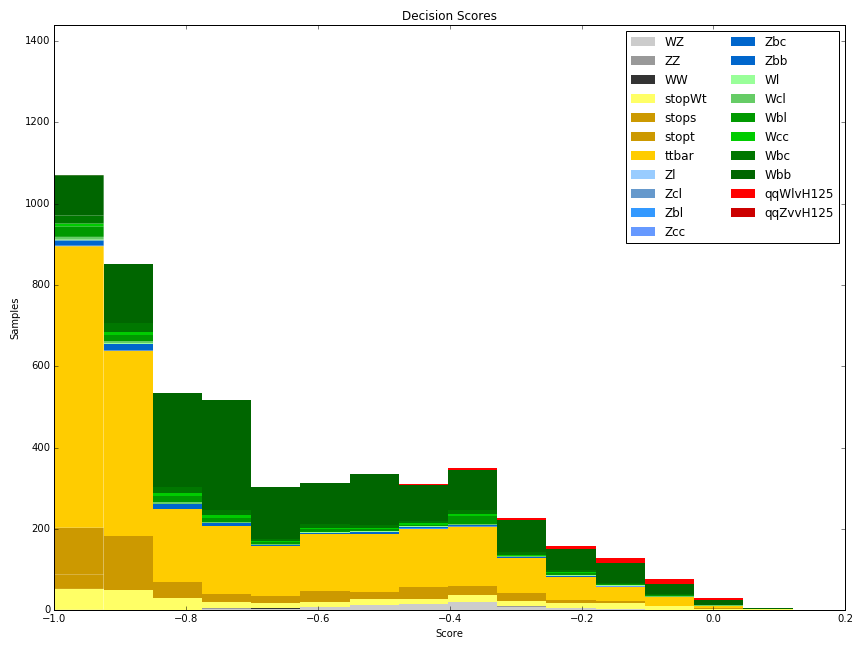 Decision Scores
1400
1200
1000
800
600
400
200
0
Samples
WZ
ZZ
WW
stopWt
stops
stopt
ttbar
Zl
Zcl
Zbl
Zcc
Zbc
Zbb
Wl
Wcl
Wbl
Wcc
Wbc
Wbb
qqWlvH125
qqZvvH125
−1.0 −0.8 −0.6 −0.4 −0.2 0.0 0.2
Score